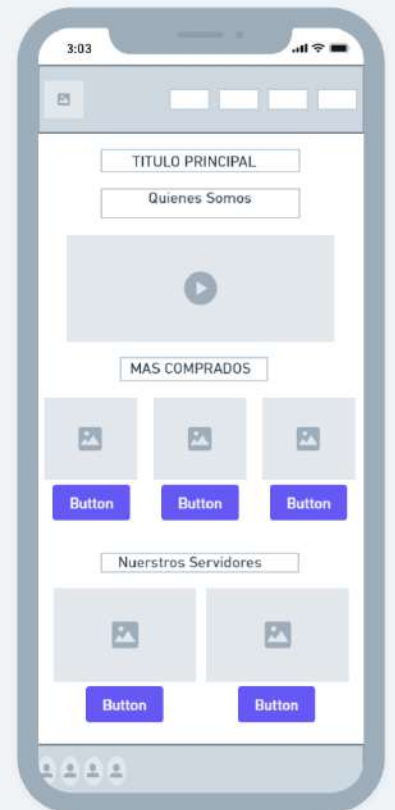 3:03
TITULO PRINCIPAL
Quienes Somos
MAS COMPRADOS
Button Button Button
Nuerstros Servidores
Button Button